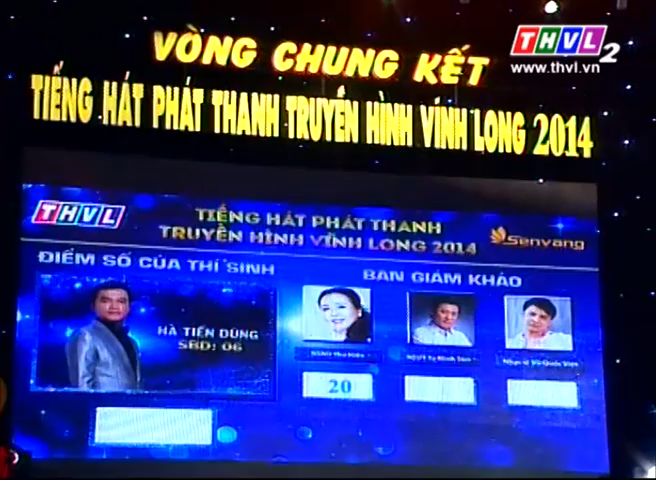 VÒNG CHUNG KẾT
THVL2
www.thvl.vn
TIẾNG HÁT PHÁT THANH TRUYỀN HÌNH VĨNH LONG 2014
THVL
TIẾNG HÁT PHÁT THANH
TRUYỀN HÌNH VĨNH LONG 2014
Senvang
ĐIỂM SỐ CỦA THÍ SINH
BAN GIÁM KHẢO
HÀ TIẾN DŨNG
SBD: 06
20